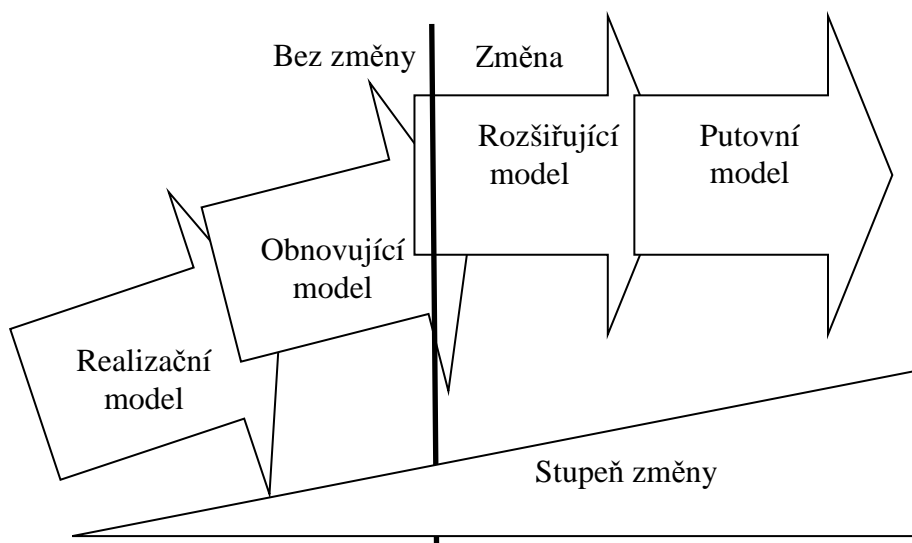 Bez změny
Změna
Rozšiřující
model
Putovní
model
Obnovující
model
Realizační
model
Stupeň změny